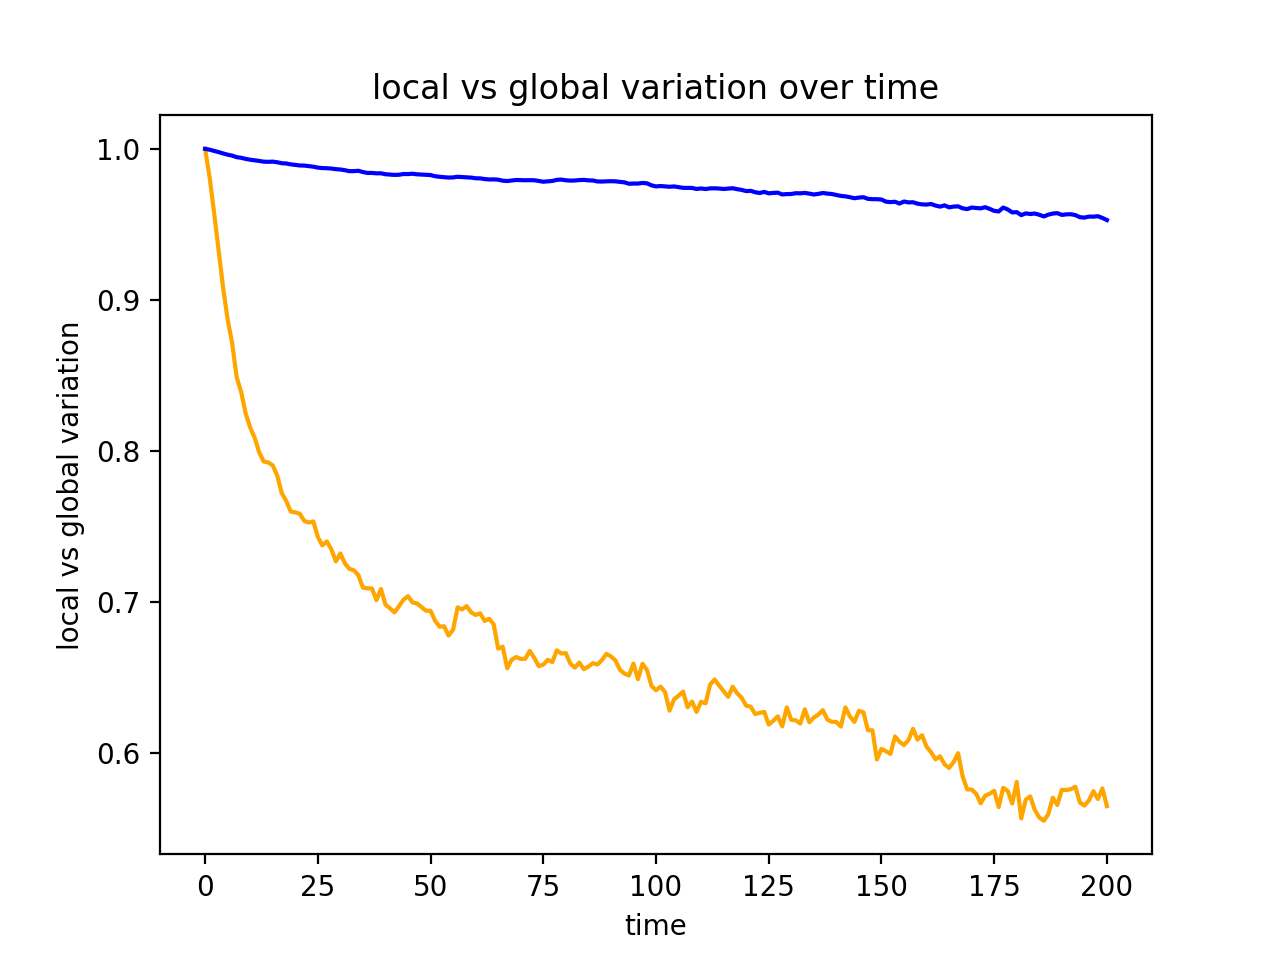 local vs global variation over time
local vs global variation
1.0
0.9
0.8
0.7
0.6
0 25 50 75 100 125 150 175 200
time